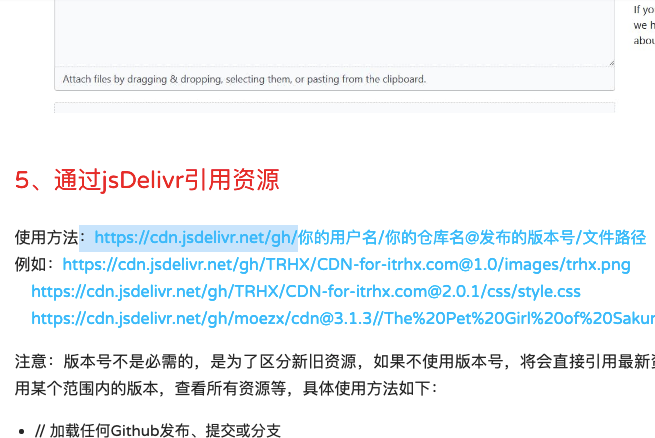 If yo
we h
abou
Attach files by dragging & dropping, selecting them, or pasting from the clipboard.
5、通过jsDelivr引用资源
使用方法：https://cdn.jsdelivr.net/gh/你的用户名/你的仓库名@发布的版本号/文件路径
例如：https://cdn.jsdelivr.net/gh/TRHX/CDN-for-itrhx.com@1.0/images/trhx.png
https://cdn.jsdelivr.net/gh/TRHX/CDN-for-itrhx.com@2.0.1/css/style.css
https://cdn.jsdelivr.net/gh/moezx/cdn@3.1.3//The%20Pet%20Girl%20of%20Sakur
注意：版本号不是必需的，是为了区分新旧资源，如果不使用版本号，将会直接引用最新资
用某个范围内的版本，查看所有资源等，具体使用方法如下：
• // 加载任何Github发布、提交或分支